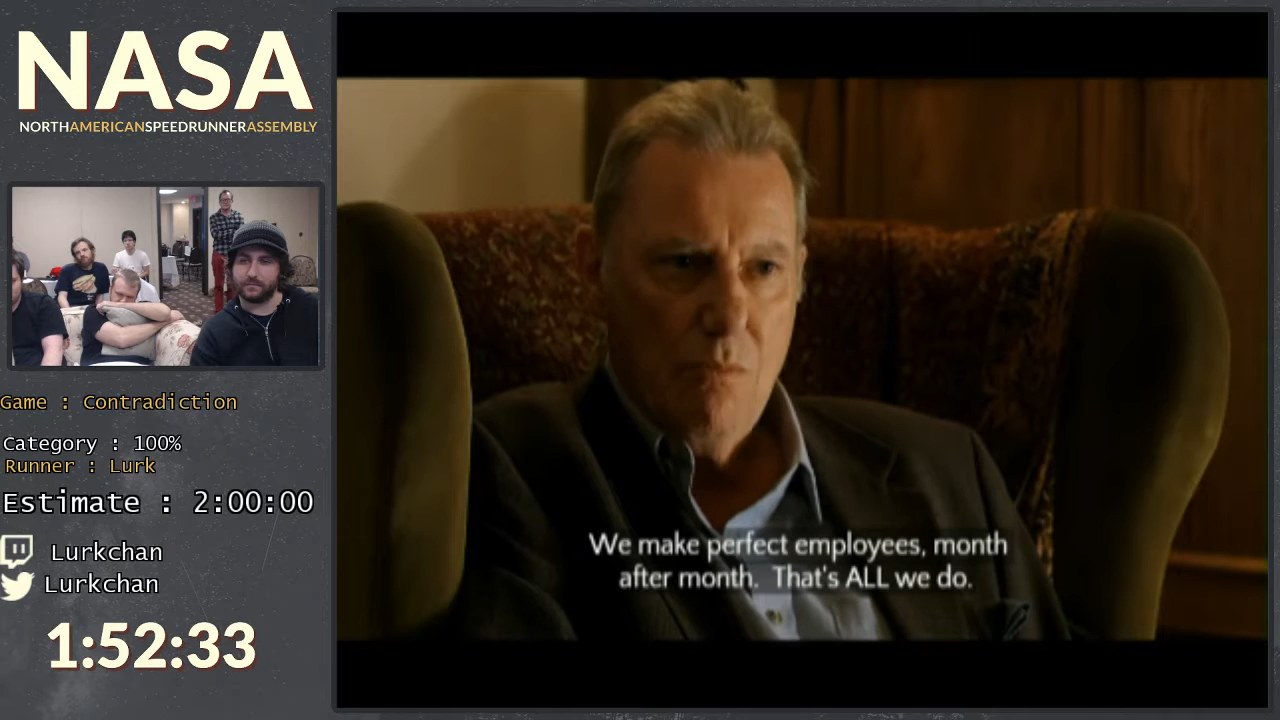 NASA
NORTHAMERICANSPEEDRUNNERASSEMBLY
Game : Contradiction
Category : 100%
Runner : Lurk
Estimate : 2:00:00
Lurkchan
Lurkchan
1:52:33
We make perfect employees, month
after month. That's ALL we do.